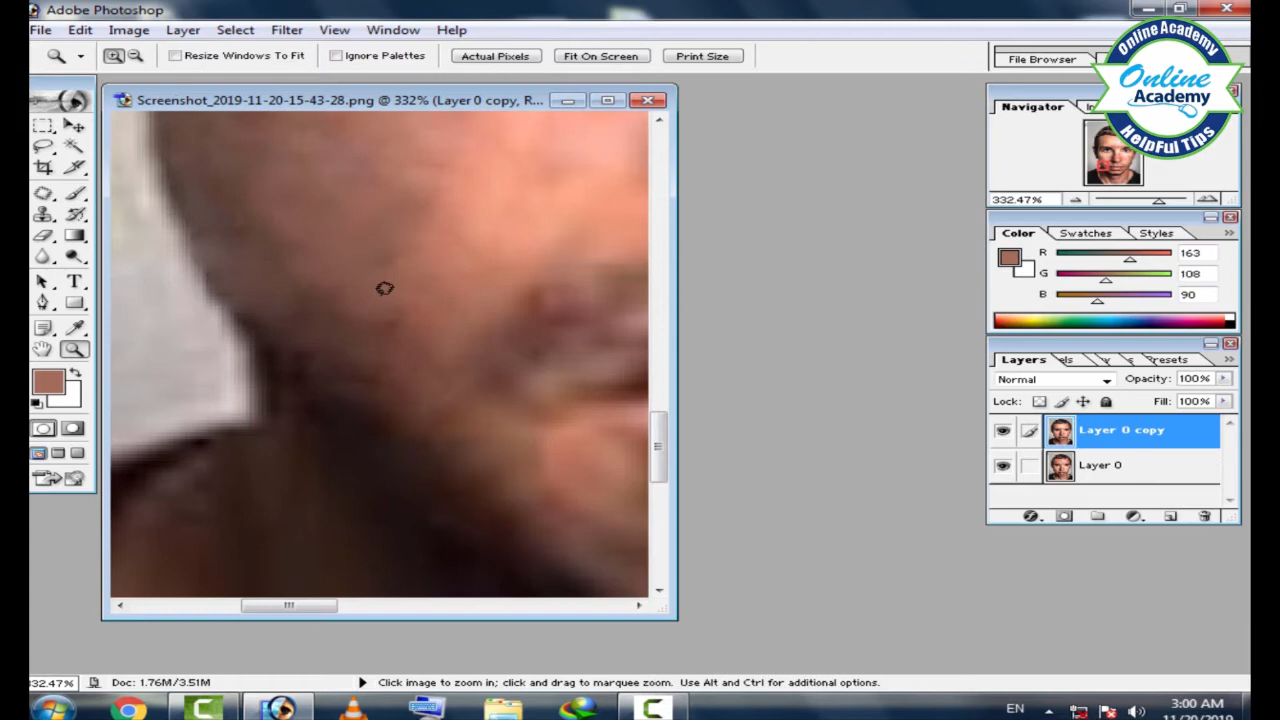 Adobe Photoshop
File Edit Image Layer Select Filter View Window Help
Resize Windows To Fit Ignore Palettes Actual Pixels Fit On Screen Print Size File Browser
Online Academy
Online
Academy
HelpFul Tips
Screenshot_2019-11-20-15-43-28.png @ 332% (Layer 0 copy, R...
Navigator
332.47%
Color Swatches Styles
R 163
G 108
B 90
Layers Presets
Normal Opacity: 100%
Lock: Fill: 100%
Layer 0 copy
Layer 0
332.47% Doc: 1.76M/3.51M Click image to zoom in; click and drag to marquee zoom. Use Alt and Ctrl for additional options.
EN 3:00 AM
11/20/2019